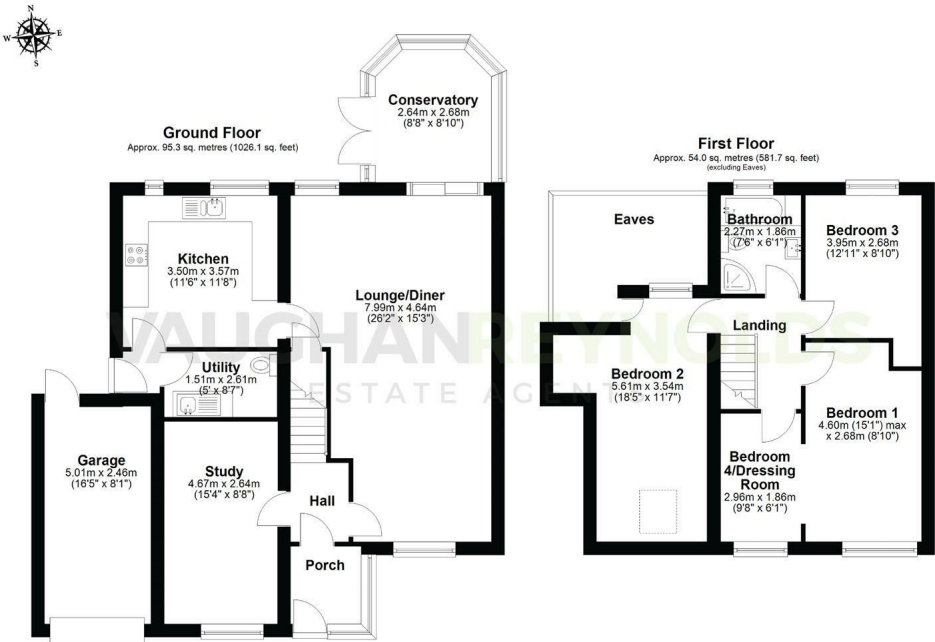 N
W E
S
Ground Floor
Approx. 95.3 sq. metres (1026.1 sq. feet)
Conservatory
2.64m x 2.68m
(8'8" x 8'10")
Kitchen
3.50m x 3.57m
(11'6" x 11'8")
Lounge/Diner
7.99m x 4.64m
(26'2" x 15'3")
Utility
1.51m x 2.61m
(5' x 8'7")
Garage
5.01m x 2.46m
(16'5" x 8'1")
Study
4.67m x 2.64m
(15'4" x 8'8")
Hall
Porch
First Floor
Approx. 54.0 sq. metres (581.7 sq. feet)
(excluding Eaves)
Eaves
Bathroom
2.27m x 1.86m
(7'6" x 6'1")
Bedroom 3
3.95m x 2.68m
(12'11" x 8'10")
Landing
Bedroom 2
5.61m x 3.54m
(18'5" x 11'7")
Bedroom 1
4.60m (15'1") max
x 2.68m (8'10")
Bedroom
4/Dressing
Room
2.96m x 1.86m
(9'8" x 6'1")
VAUGHANREYNOLDS
ESTATE AGENTS